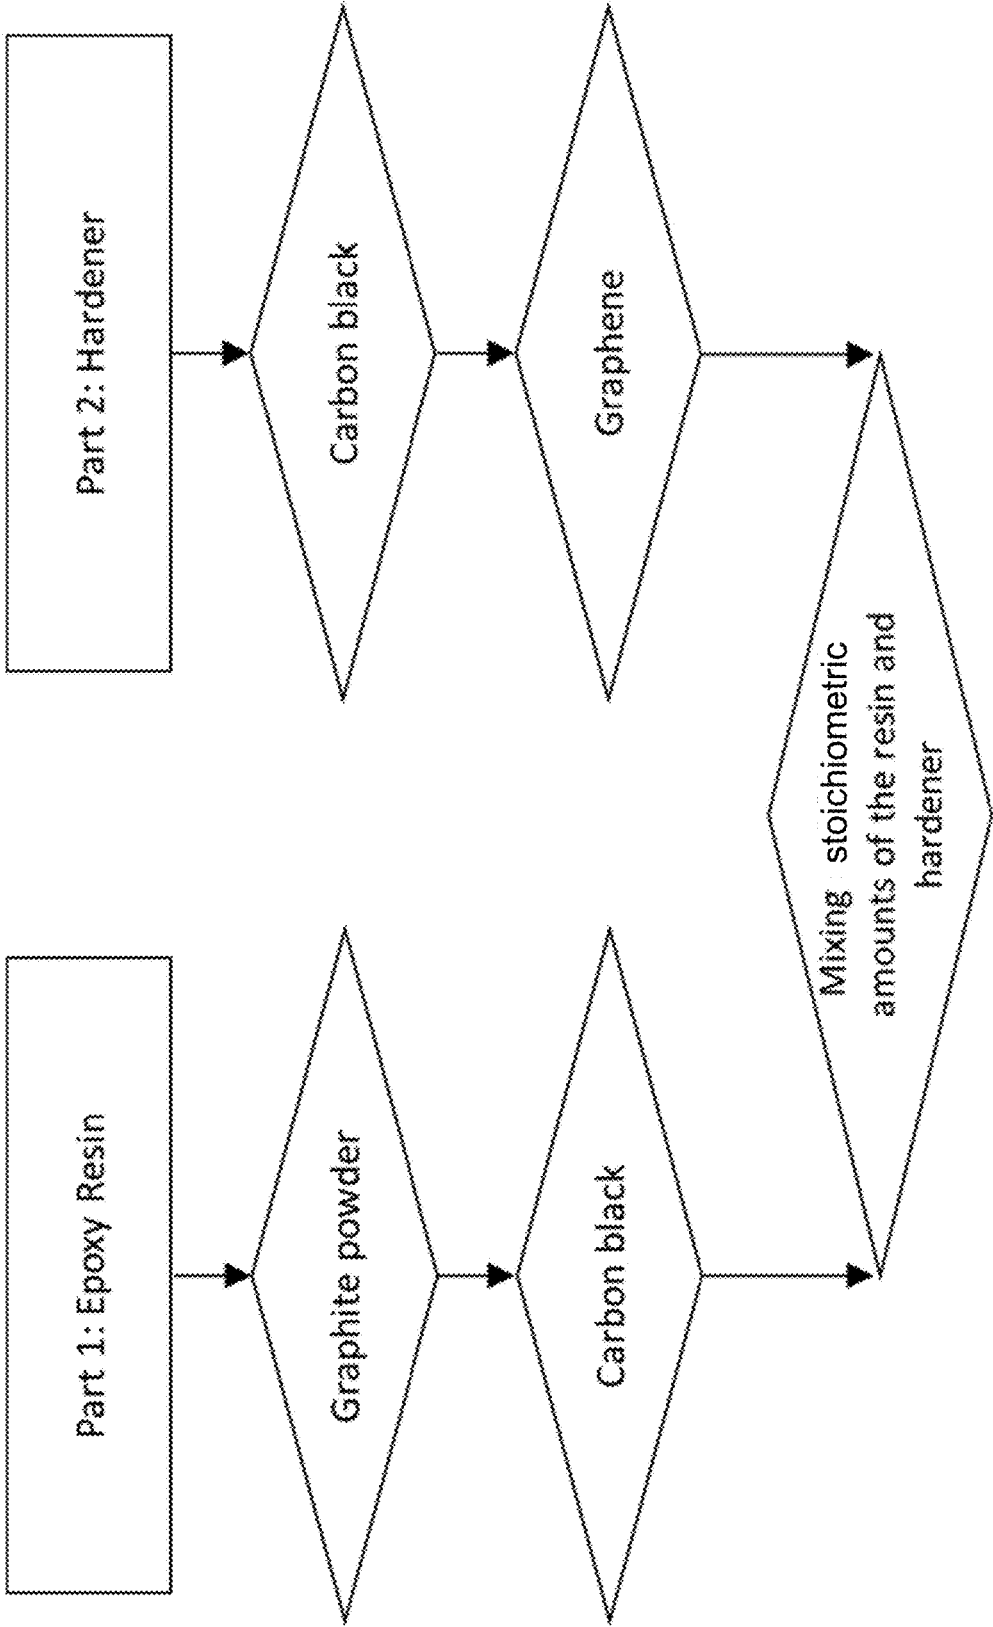 Part 1: Epoxy Resin
Graphite powder
Carbon black
Part 2: Hardener
Carbon black
Graphene
Mixing stoichiometric
amounts of the resin and
hardener